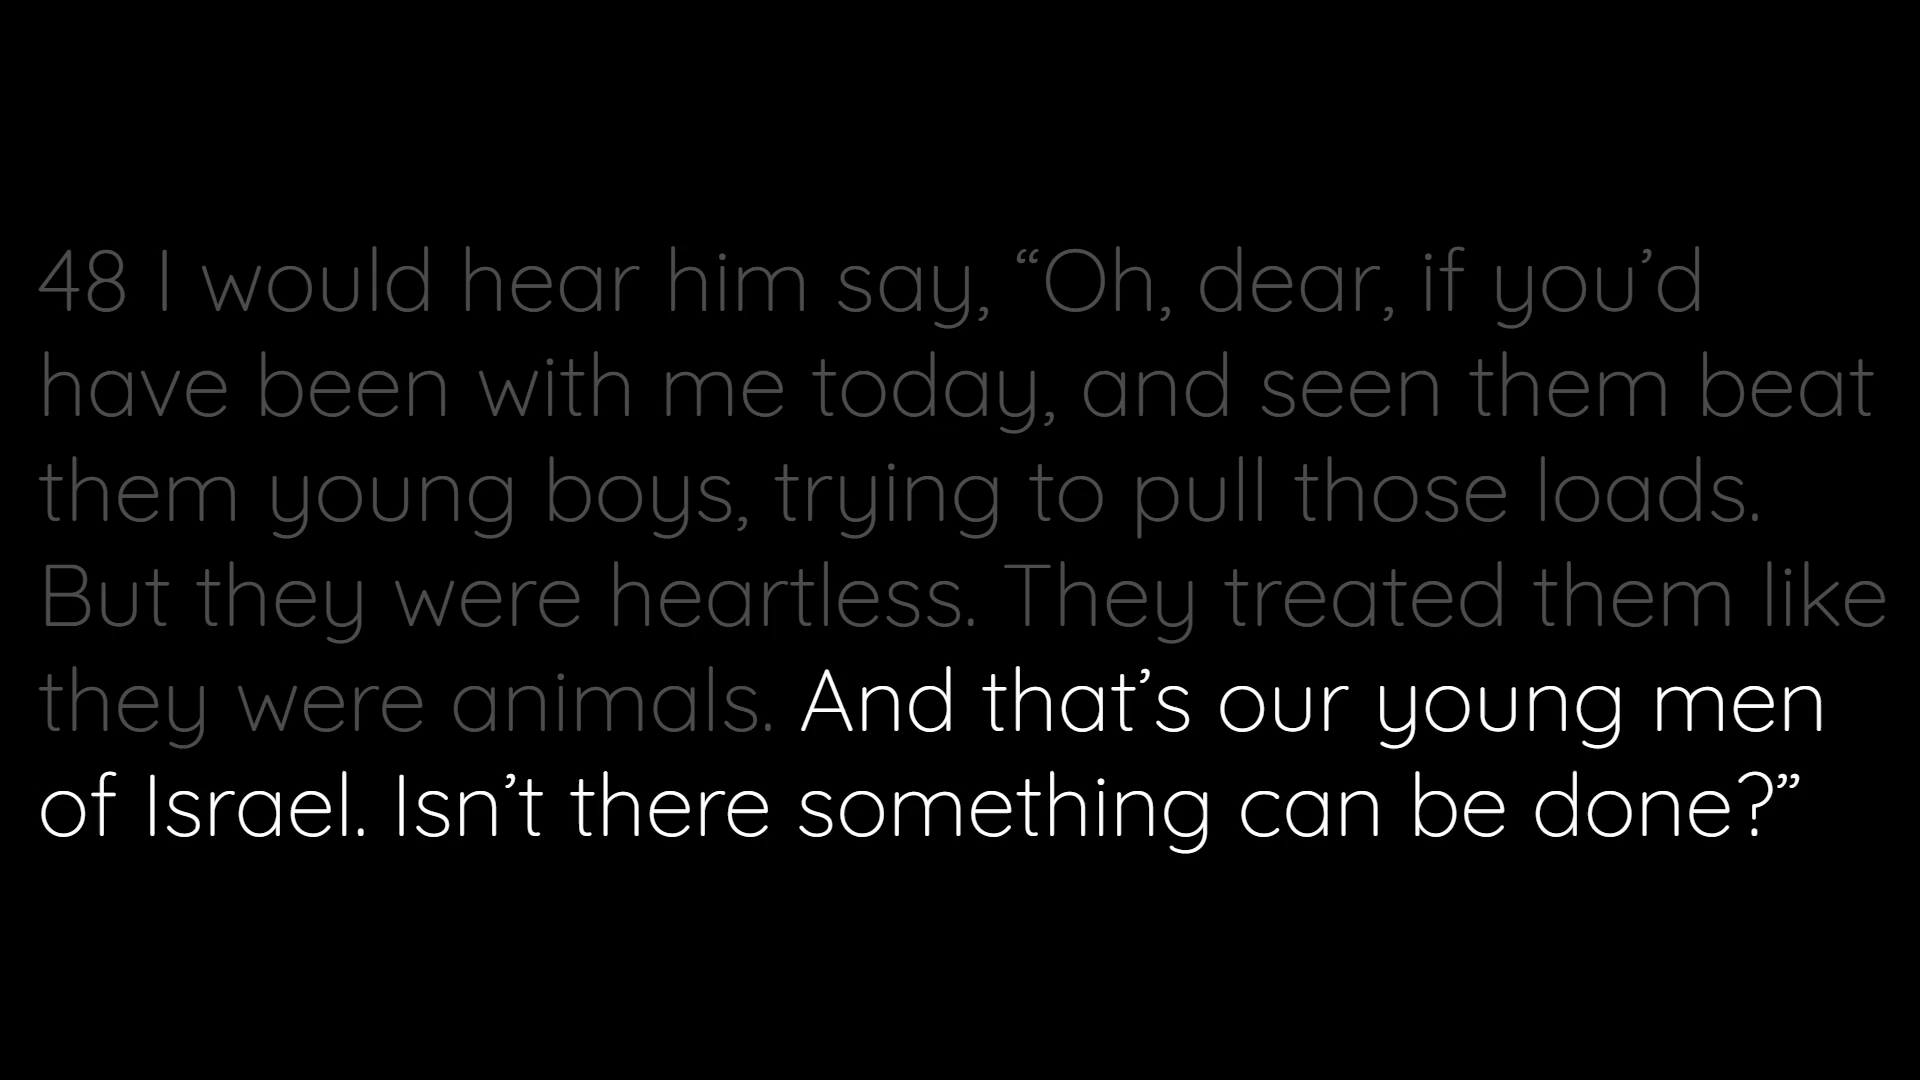 48 I would hear him say, “Oh, dear, if you’d
have been with me today, and seen them beat
them young boys, trying to pull those loads.
But they were heartless. They treated them like
they were animals. And that’s our young men
of Israel. Isn’t there something can be done?”